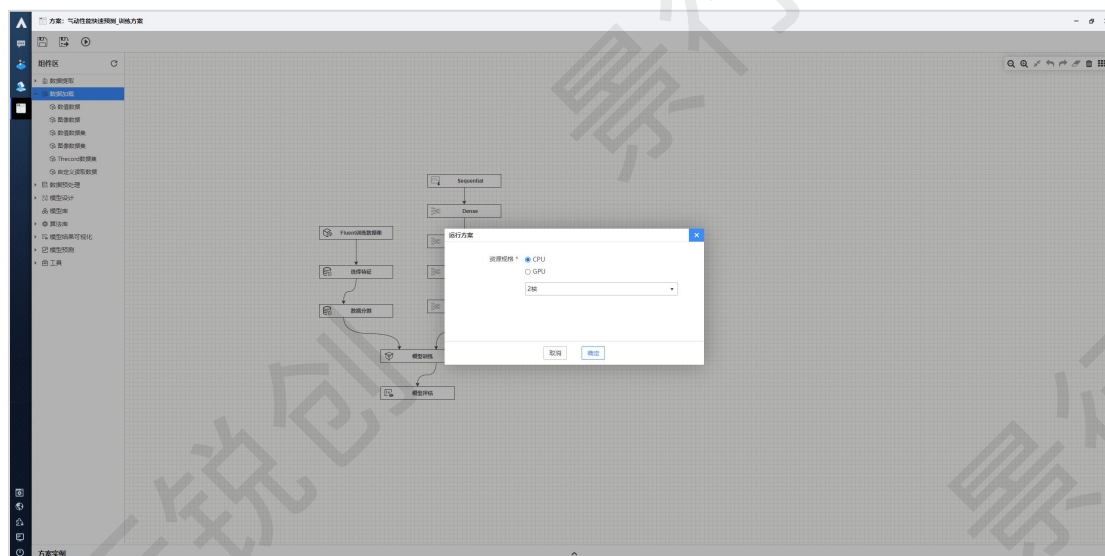 方案：气动性能快速预测_训练方案
组件区
数据提取
数据加载
数值数据
图像数据
数值数据集
图像数据集
Tfrecord数据集
自定义读取数据
数据预处理
模型设计
模型库
算法库
模型结果可视化
模型预测
工具
Sequential
Dense
Fluent训练数据集
选择特征
数据分割
模型训练
模型评估
运行方案
资源规格 *
CPU
GPU
2核
取消
确定
方案实例
景行
天锐创
景行